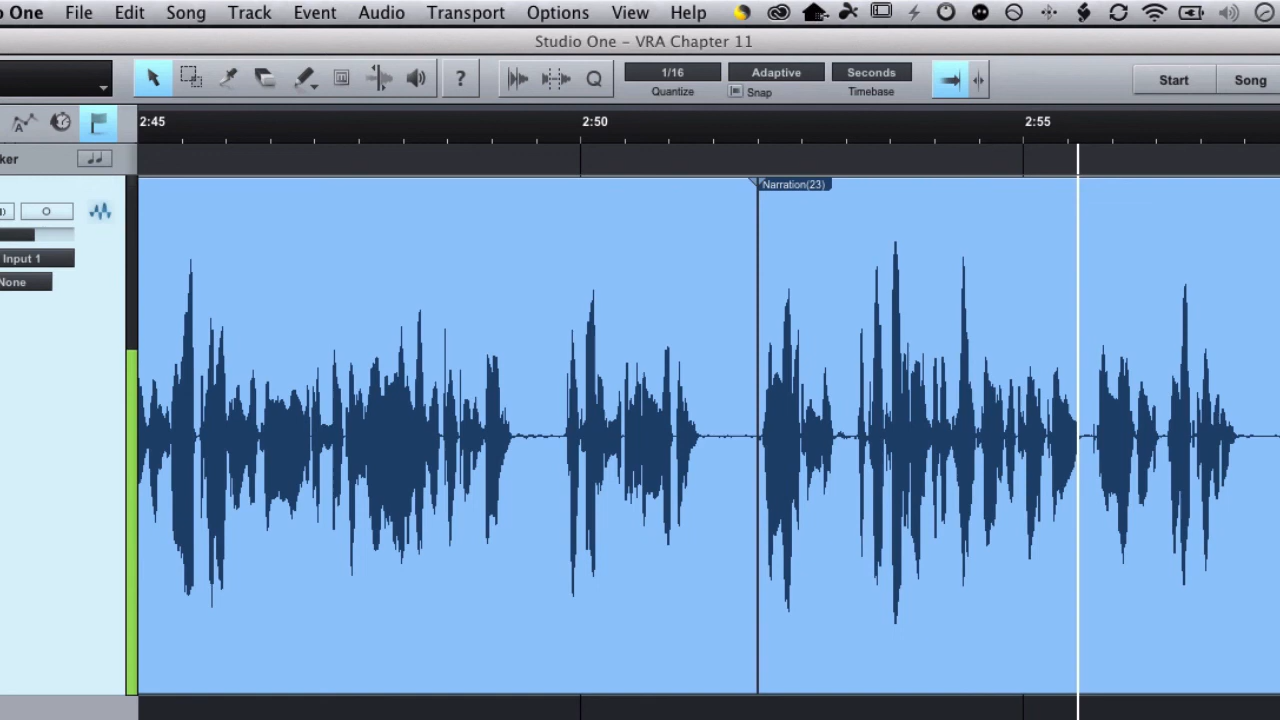 o One File Edit Song Track Event Audio Transport Options View Help
Studio One – VRA Chapter 11
? Q 1/16 Adaptive Seconds Start Song
Quantize Snap Timebase
2:45 2:50 2:55
ker
Narration(23)
Input 1
None